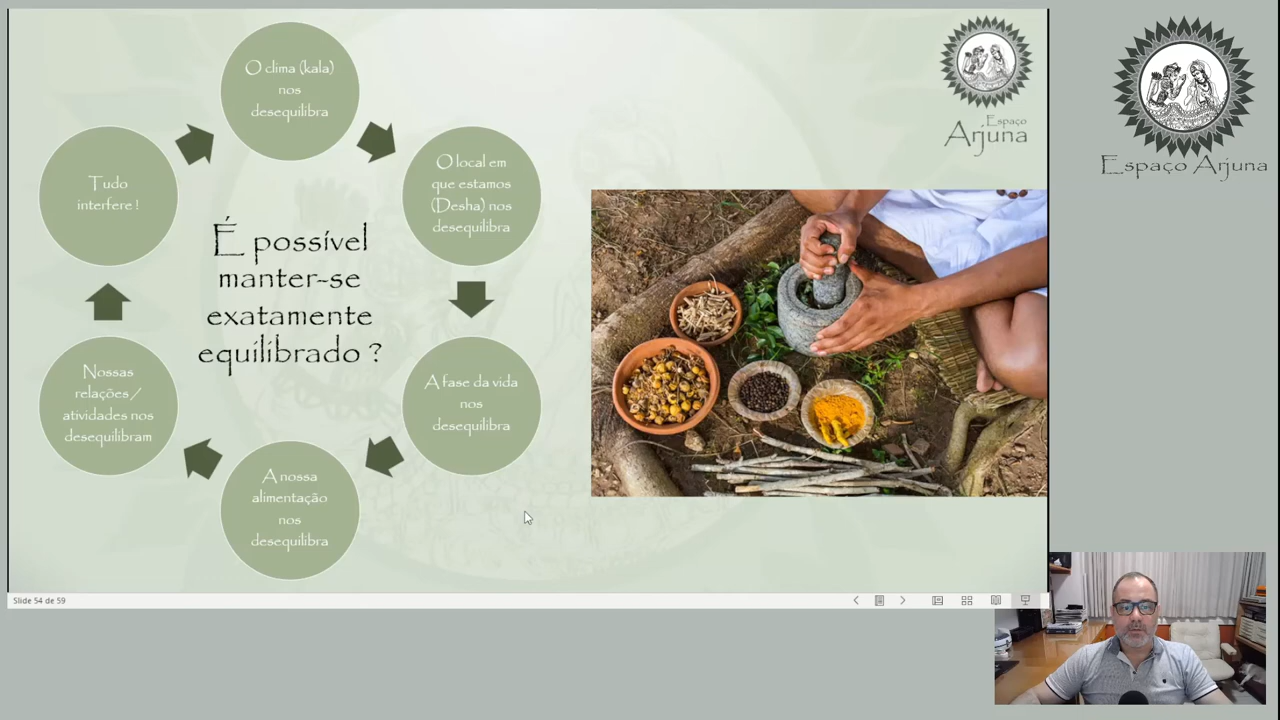 O clima (kala)
nos
desequilibra
O local em
que estamos
(Desha) nos
desequilibra
A fase da vida
nos
desequilibra
A nossa
alimentação
nos
desequilibra
Nossas
relações /
atividades nos
desequilibram
Tudo
interfere !
É possível
manter-se
exatamente
equilibrado ?
Espaço
Arjuna
Espaço Arjuna
Slide 54 de 59